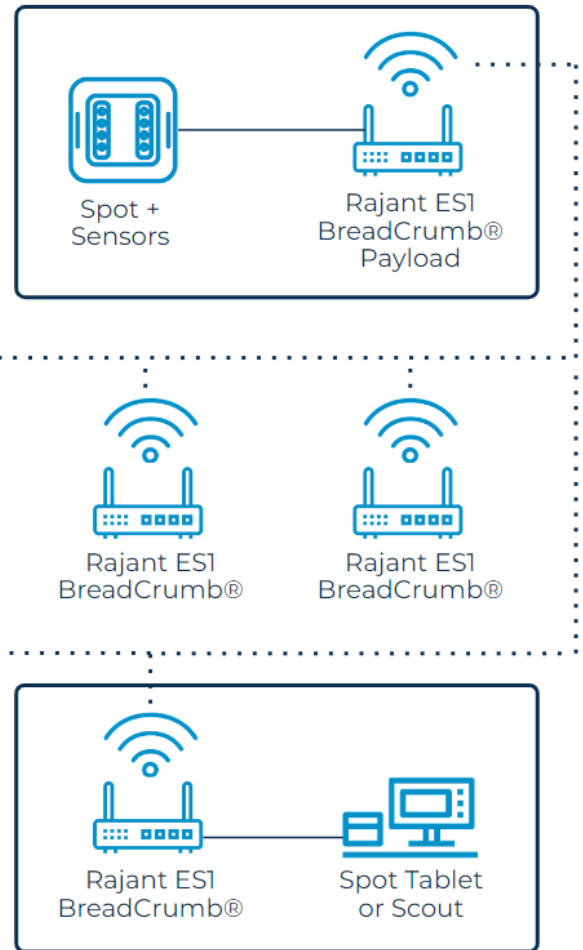 Spot +
Sensors
Rajant ES1
BreadCrumb®
Payload
Rajant ES1
BreadCrumb®
Rajant ES1
BreadCrumb®
Rajant ES1
BreadCrumb®
Spot Tablet
or Scout